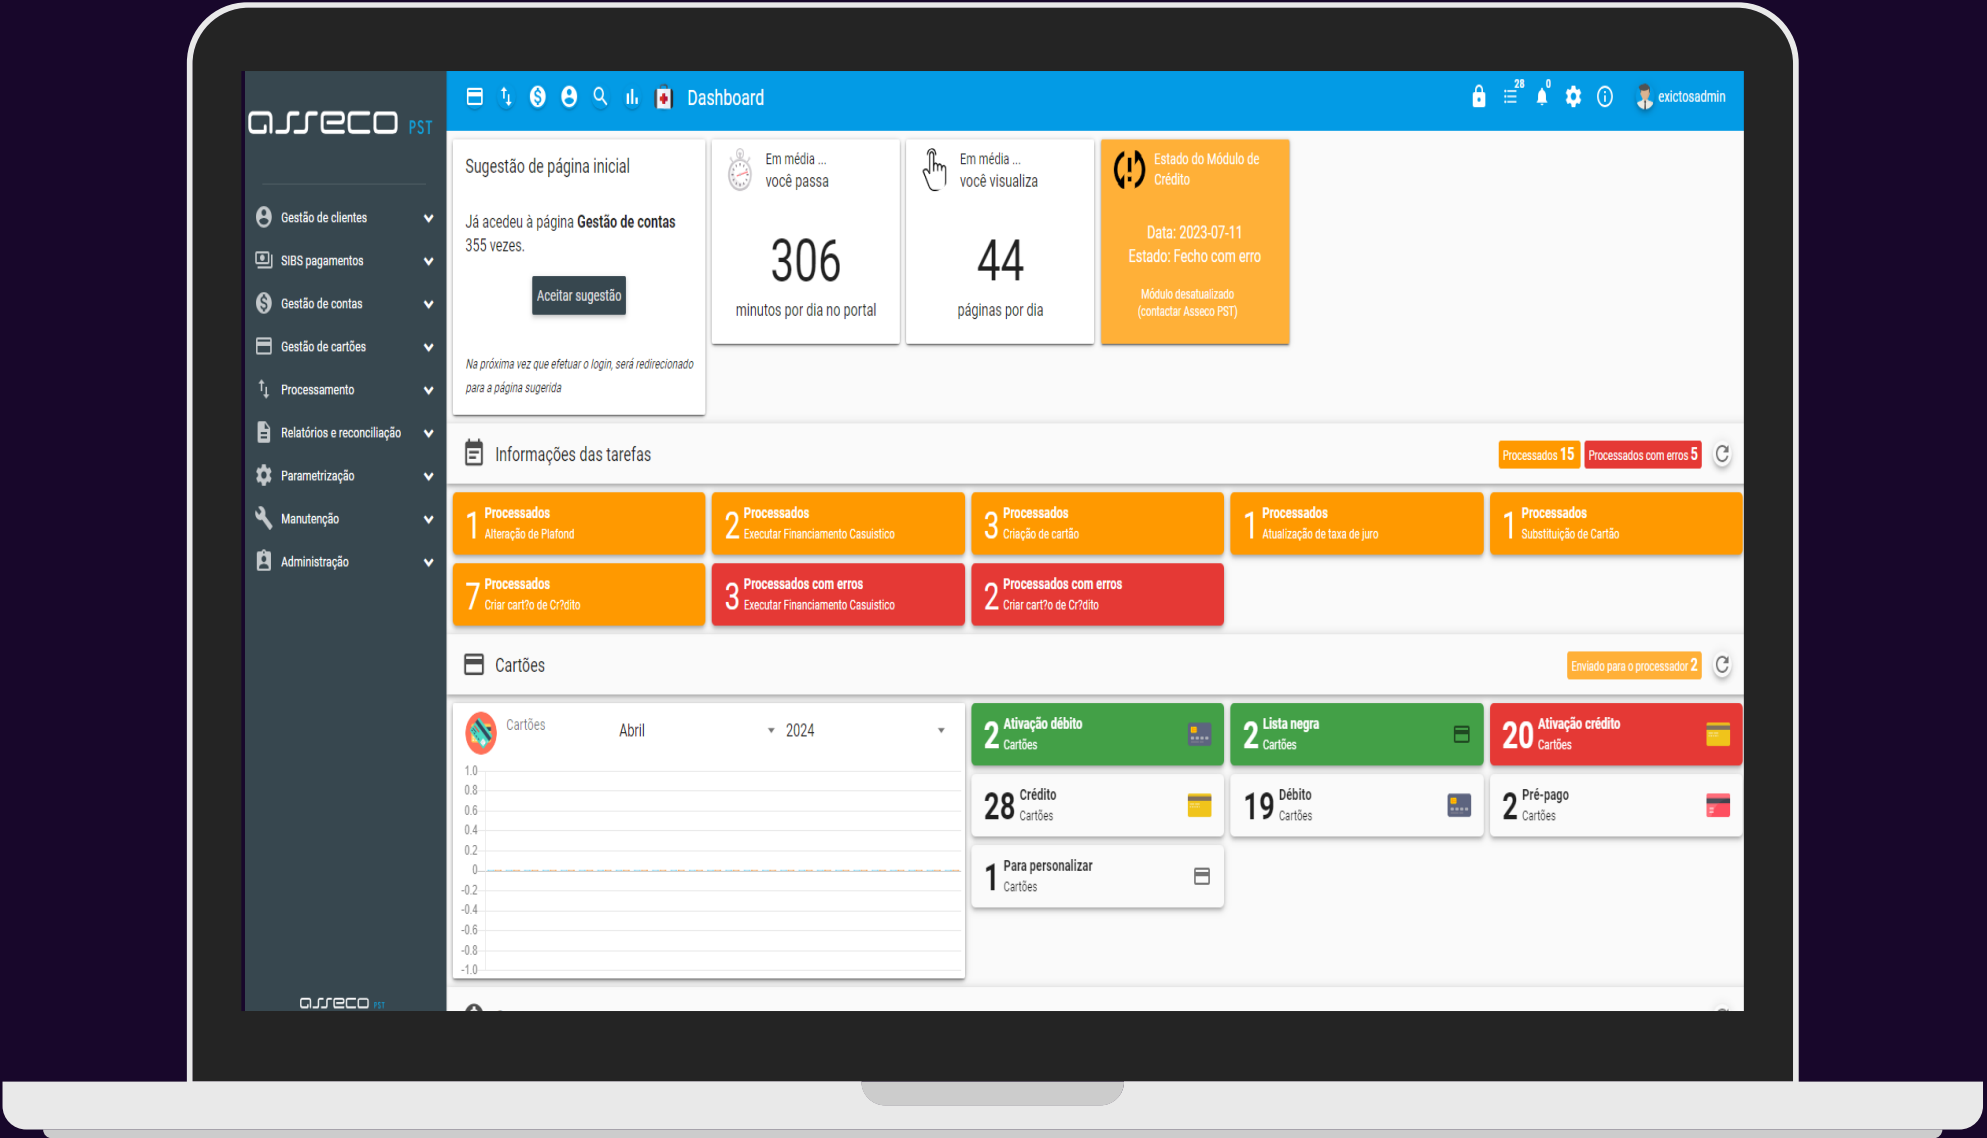 asseco PST
Gestão de clientes
SIBS pagamentos
Gestão de contas
Gestão de cartões
Processamento
Relatórios e reconciliação
Parametrização
Manutenção
Administração
asseco PST
Dashboard
28
0
exictosadmin
Sugestão de página inicial
Já acedeu à página Gestão de contas
355 vezes.
Aceitar sugestão
Na próxima vez que efetuar o login, será redirecionado
para a página sugerida
Em média ...
você passa
306
minutos por dia no portal
Em média ...
você visualiza
44
páginas por dia
Estado do Módulo de
Crédito
Data: 2023-07-11
Estado: Fecho com erro
Módulo desatualizado
(contactar Asseco PST)
Informações das tarefas
Processados 15
Processados com erros 5
1 Processados
Alteração de Plafond
2 Processados
Executar Financiamento Casuistico
3 Processados
Criação de cartão
1 Processados
Atualização de taxa de juro
1 Processados
Substituição de Cartão
7 Processados
Criar cart?o de Cr?dito
3 Processados com erros
Executar Financiamento Casuistico
2 Processados com erros
Criar cart?o de Cr?dito
Cartões
Enviado para o processador 2
Cartões
Abril
2024
1.0
0.8
0.6
0.4
0.2
0
-0.2
-0.4
-0.6
-0.8
-1.0
2 Ativação débito
Cartões
2 Lista negra
Cartões
20 Ativação crédito
Cartões
28 Crédito
Cartões
19 Débito
Cartões
2 Pré-pago
Cartões
1 Para personalizar
Cartões